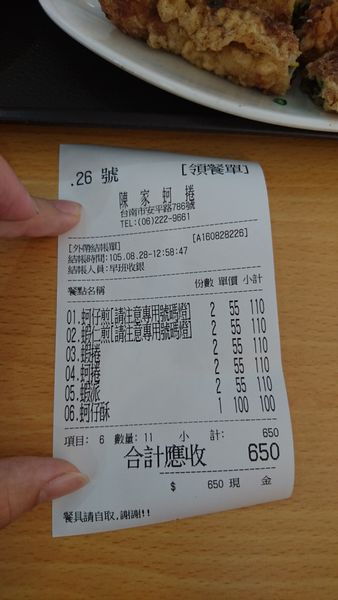 .26 號 [領餐單]
陳 家 蚵 捲
台南市安平路786號
TEL:(06)222-9661
[外帶結帳單] [A160828226]
結帳時間:105.08.28-12:58:47
結帳人員:早班收銀
餐點名稱 份數 單價 小計
01.蚵仔煎[請注意專用號碼燈] 2 55 110
02.蝦仁煎[請注意專用號碼燈] 2 55 110
03.蝦捲 2 55 110
04.蚵捲 2 55 110
05.蝦派 2 55 110
06.蚵仔酥 1 100 100
項目: 6 數量: 11 小 計: 650
合計應收 650
$ 650 現 金
餐具請自取,謝謝!!